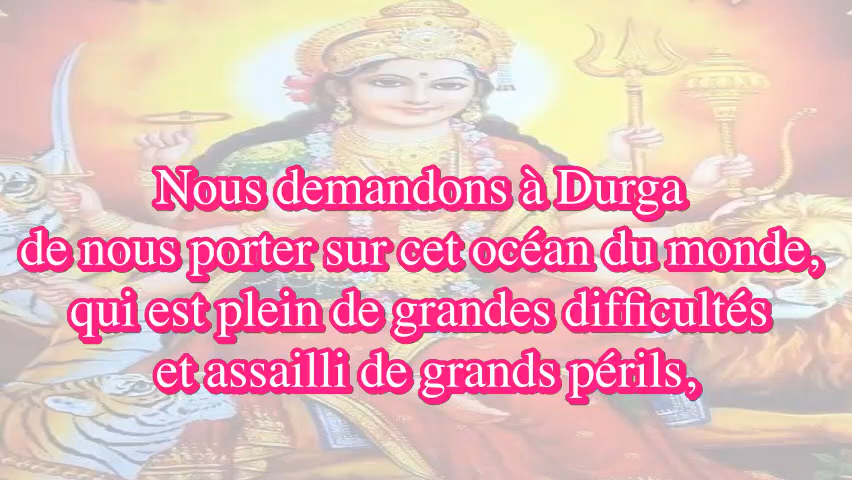 Nous demandons à Durga
de nous porter sur cet océan du monde,
qui est plein de grandes difficultés
et assailli de grands périls,